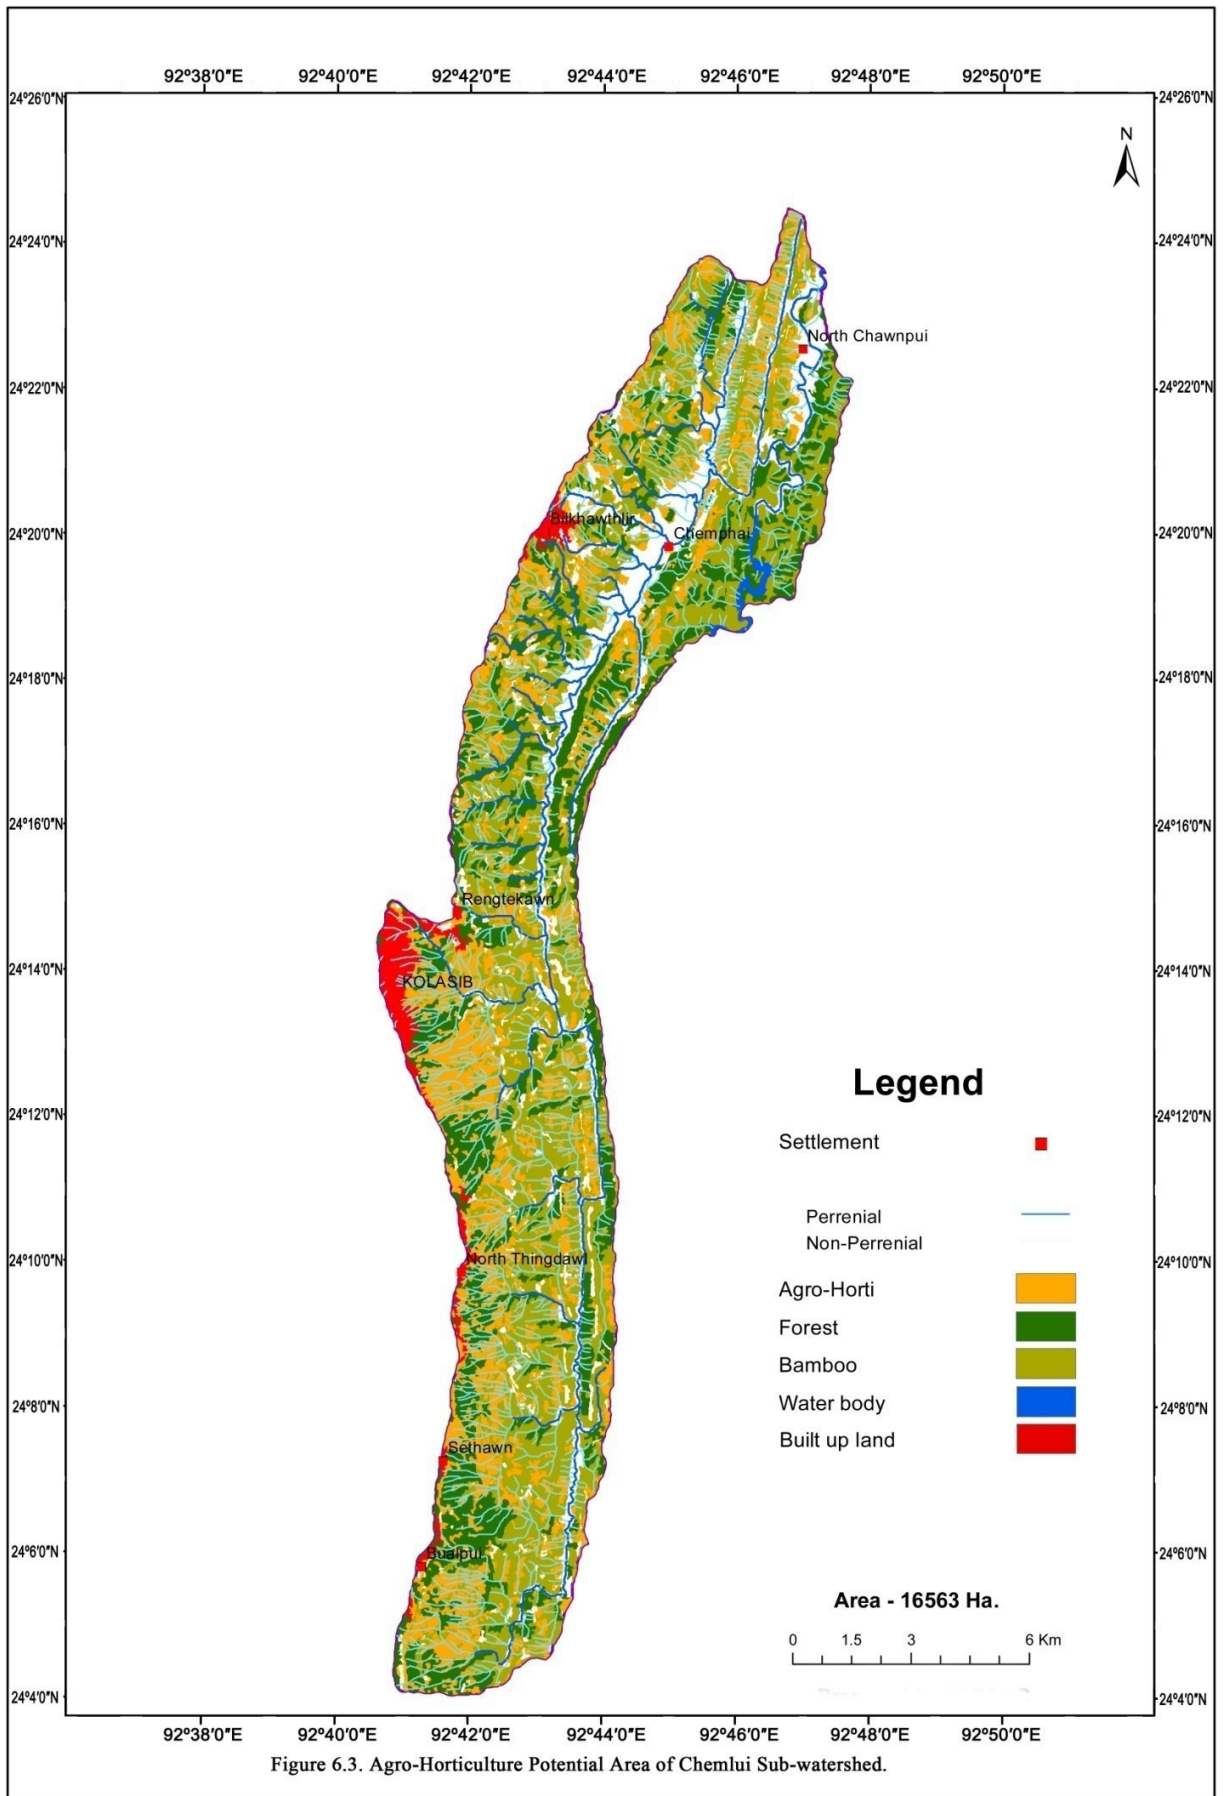 92°38'0"E 92°40'0"E 92°42'0"E 92°44'0"E 92°46'0"E 92°48'0"E 92°50'0"E
24°26'0"N 24°26'0"N
N
24°24'0"N 24°24'0"N
North Chawnpui
24°22'0"N 24°22'0"N
Bilkhawthlir
24°20'0"N Chemphai 24°20'0"N
24°18'0"N 24°18'0"N
24°16'0"N 24°16'0"N
Rengtekawn
24°14'0"N 24°14'0"N
KOLASIB
Legend
24°12'0"N 24°12'0"N
Settlement
Perrenial
Non-Perrenial
24°10'0"N North Thingdawl 24°10'0"N
Agro-Horti
Forest
Bamboo
Water body
24°8'0"N 24°8'0"N
Built up land
Sethawn
24°6'0"N Bualpui 24°6'0"N
Area - 16563 Ha.
0 1.5 3 6 Km
24°4'0"N 24°4'0"N
92°38'0"E 92°40'0"E 92°42'0"E 92°44'0"E 92°46'0"E 92°48'0"E 92°50'0"E
Figure 6.3. Agro-Horticulture Potential Area of Chemlui Sub-watershed.